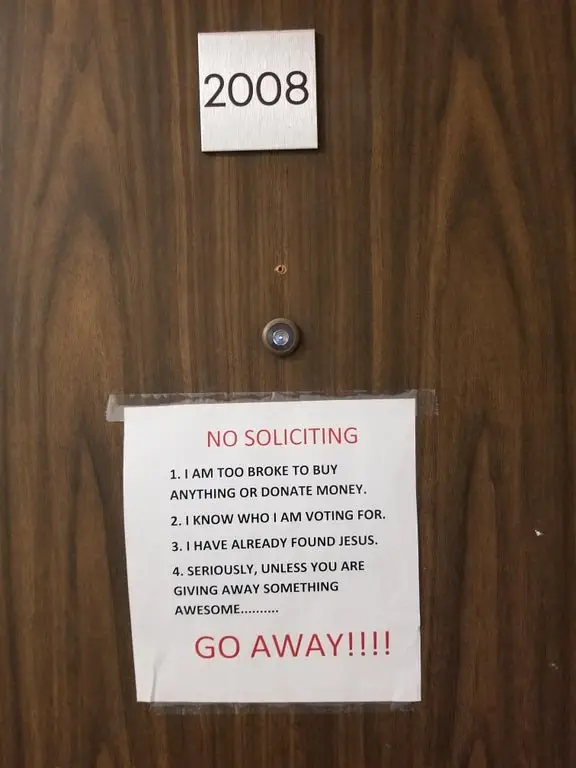 2008
NO SOLICITING
1. I AM TOO BROKE TO BUY
ANYTHING OR DONATE MONEY.
2. I KNOW WHO I AM VOTING FOR.
3. I HAVE ALREADY FOUND JESUS.
4. SERIOUSLY, UNLESS YOU ARE
GIVING AWAY SOMETHING
AWESOME..........
GO AWAY!!!!